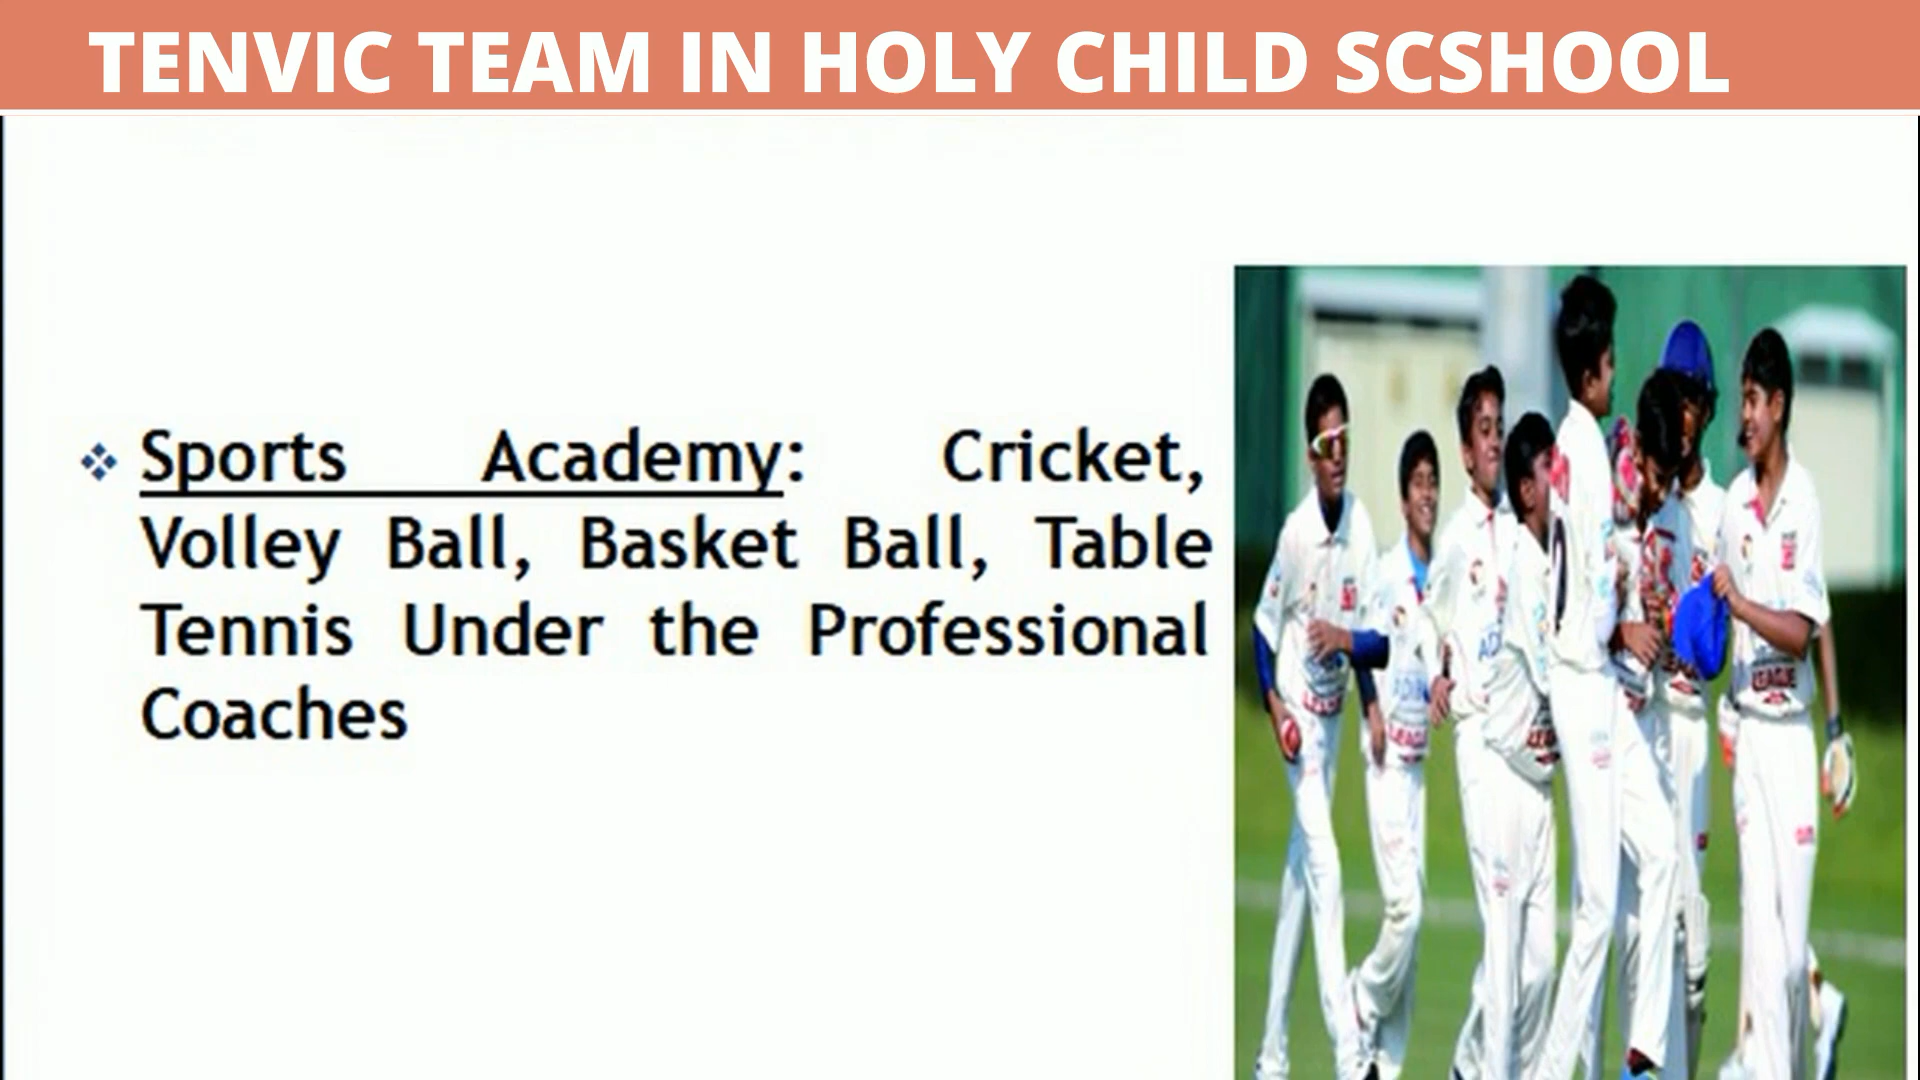 TENVIC TEAM IN HOLY CHILD SCSHOOL
Sports Academy: Cricket,
Volley Ball, Basket Ball, Table
Tennis Under the Professional
Coaches